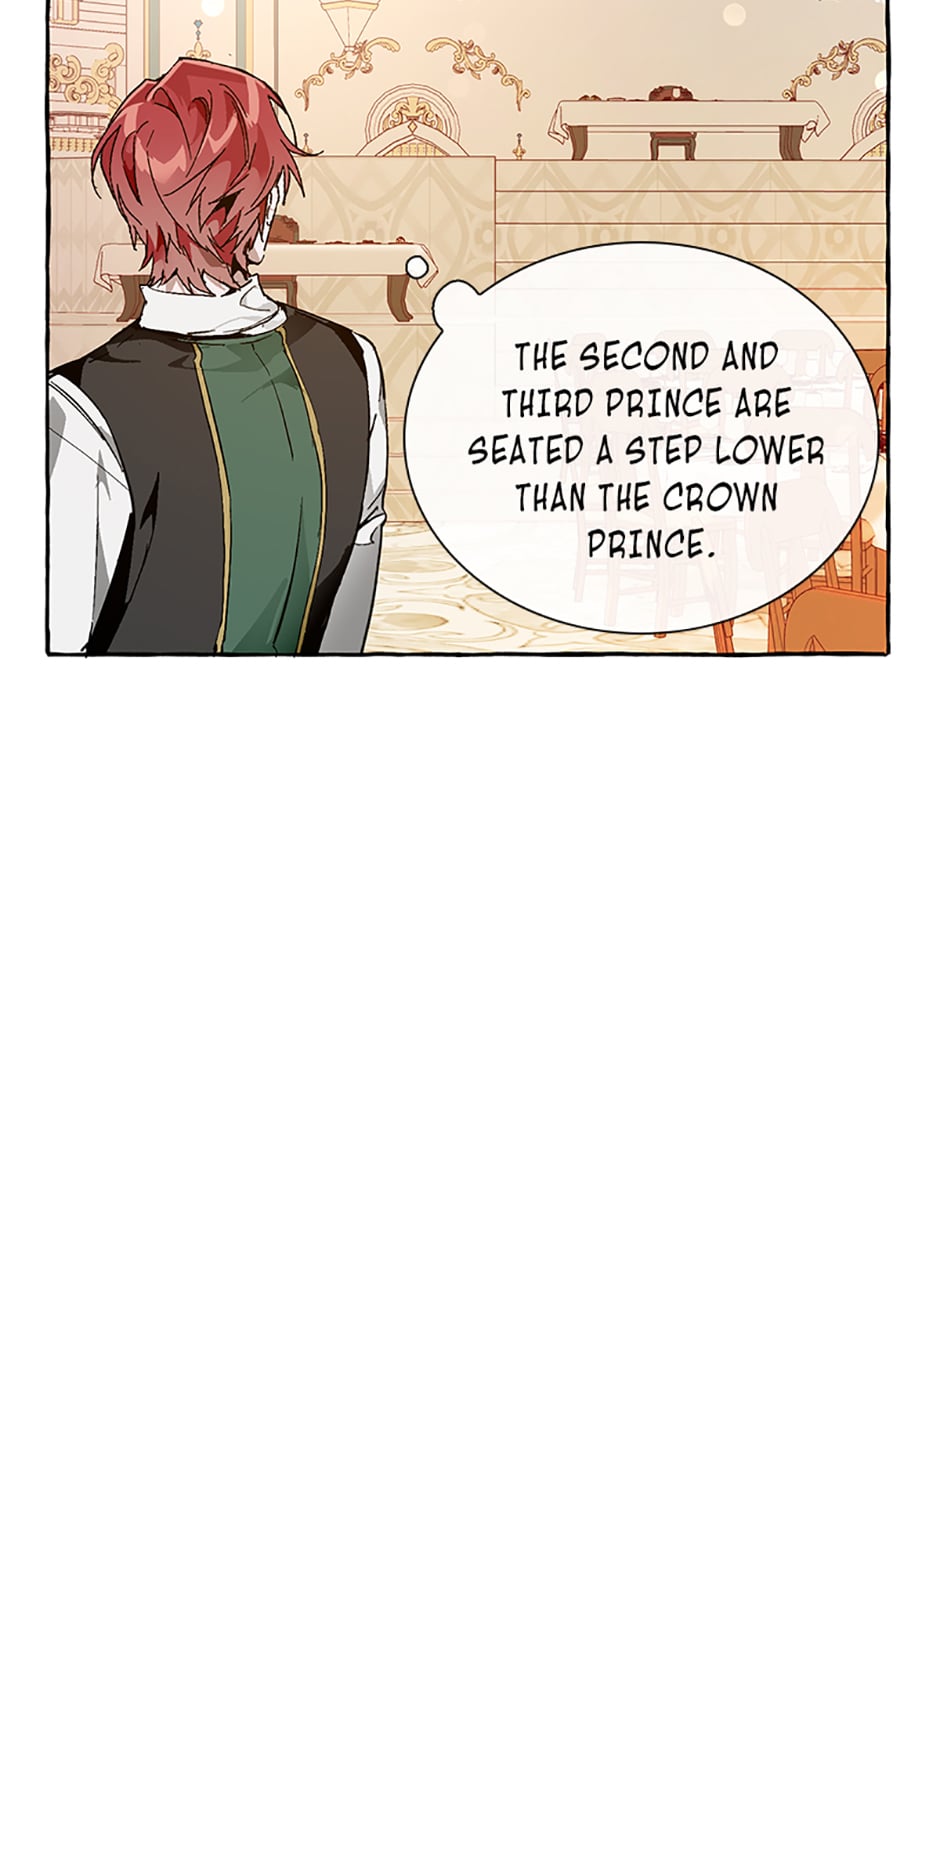 THE SECOND AND
THIRD PRINCE ARE
SEATED A STEP LOWER
THAN THE CROWN
PRINCE.